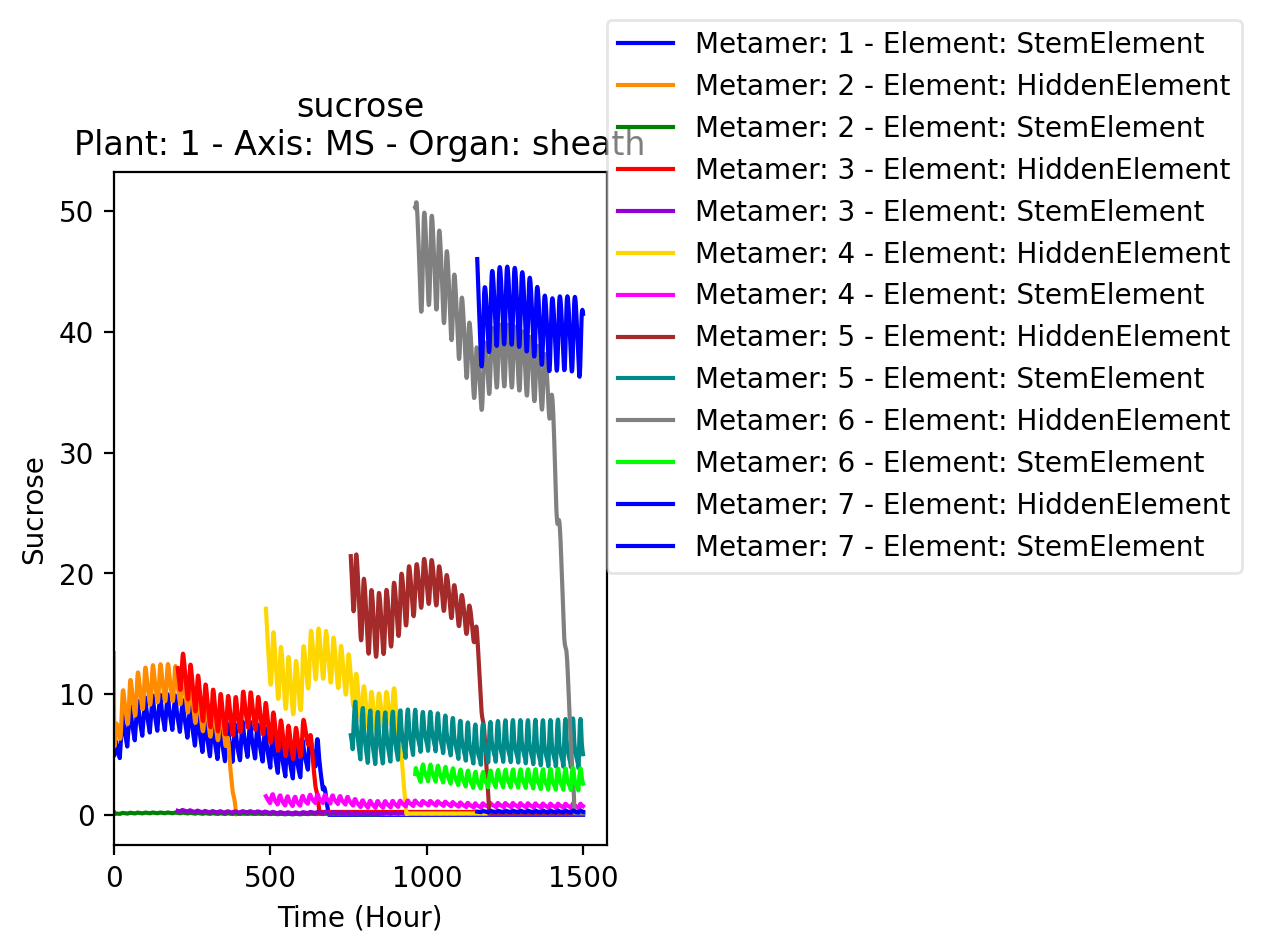 sucrose
Plant: 1 - Axis: MS - Organ: sheath
Metamer: 1 - Element: StemElement
Metamer: 2 - Element: HiddenElement
Metamer: 2 - Element: StemElement
Metamer: 3 - Element: HiddenElement
Metamer: 3 - Element: StemElement
Metamer: 4 - Element: HiddenElement
Metamer: 4 - Element: StemElement
Metamer: 5 - Element: HiddenElement
Metamer: 5 - Element: StemElement
Metamer: 6 - Element: HiddenElement
Metamer: 6 - Element: StemElement
Metamer: 7 - Element: HiddenElement
Metamer: 7 - Element: StemElement
Sucrose
50
40
30
20
10
0
0 500 1000 1500
Time (Hour)